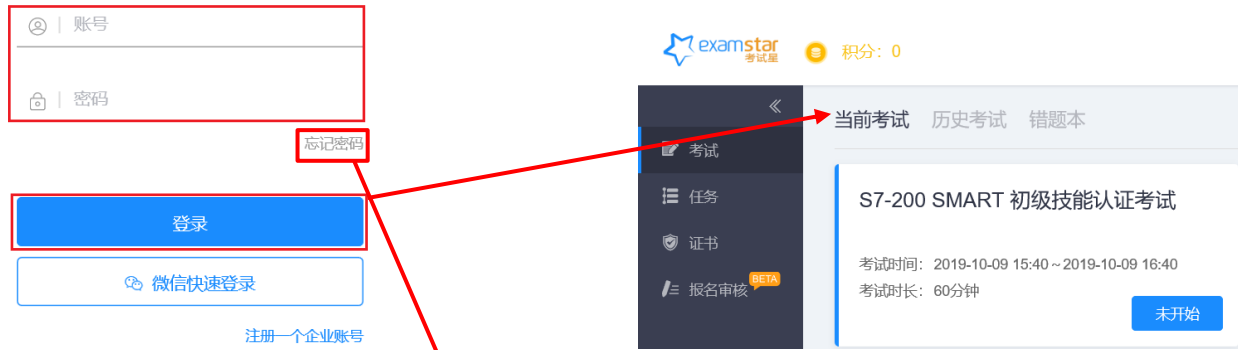 账号
密码
忘记密码
登录
微信快速登录
注册一个企业账号
examstar
考试星
积分：0
当前考试 历史考试 错题本
考试
任务
证书
报名审核 BETA
S7-200 SMART 初级技能认证考试
考试时间：2019-10-09 15:40～2019-10-09 16:40
考试时长：60分钟
未开始